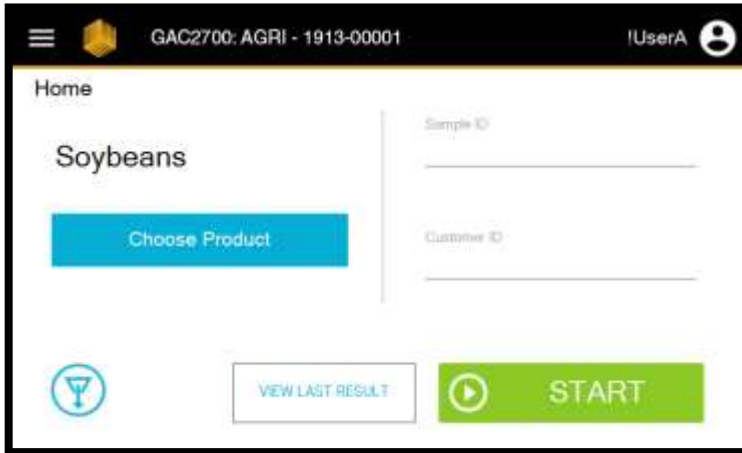 GAC2700: AGRI - 1913-00001
!UserA
Home
Soybeans
Choose Product
Sample ID
Customer ID
VIEW LAST RESULT
START